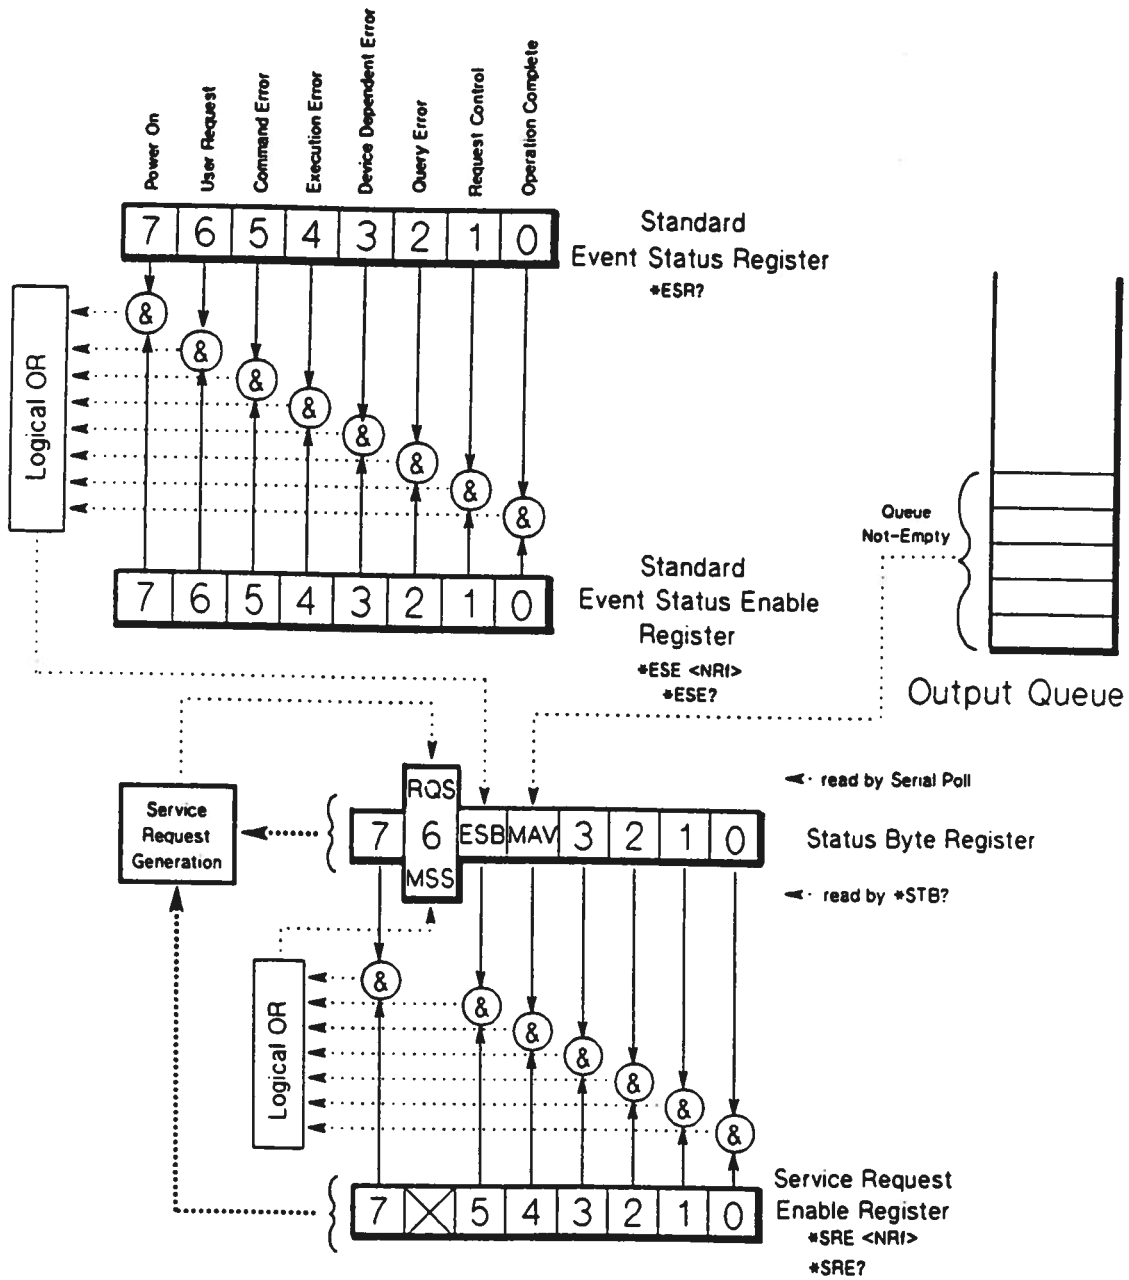 Power On
User Request
Command Error
Execution Error
Device Dependent Error
Query Error
Request Control
Operation Complete
7 6 5 4 3 2 1 0
Standard
Event Status Register
*ESR?
& & & & & & & &
Logical OR
7 6 5 4 3 2 1 0
Standard
Event Status Enable
Register
*ESE <NRf>
*ESE?
Queue
Not-Empty
Output Queue
Service
Request
Generation
RQS
7 6 ESB MAV 3 2 1 0
MSS
read by Serial Poll
Status Byte Register
read by *STB?
& & & & & & &
Logical OR
7 5 4 3 2 1 0
Service Request
Enable Register
*SRE <NRf>
*SRE?